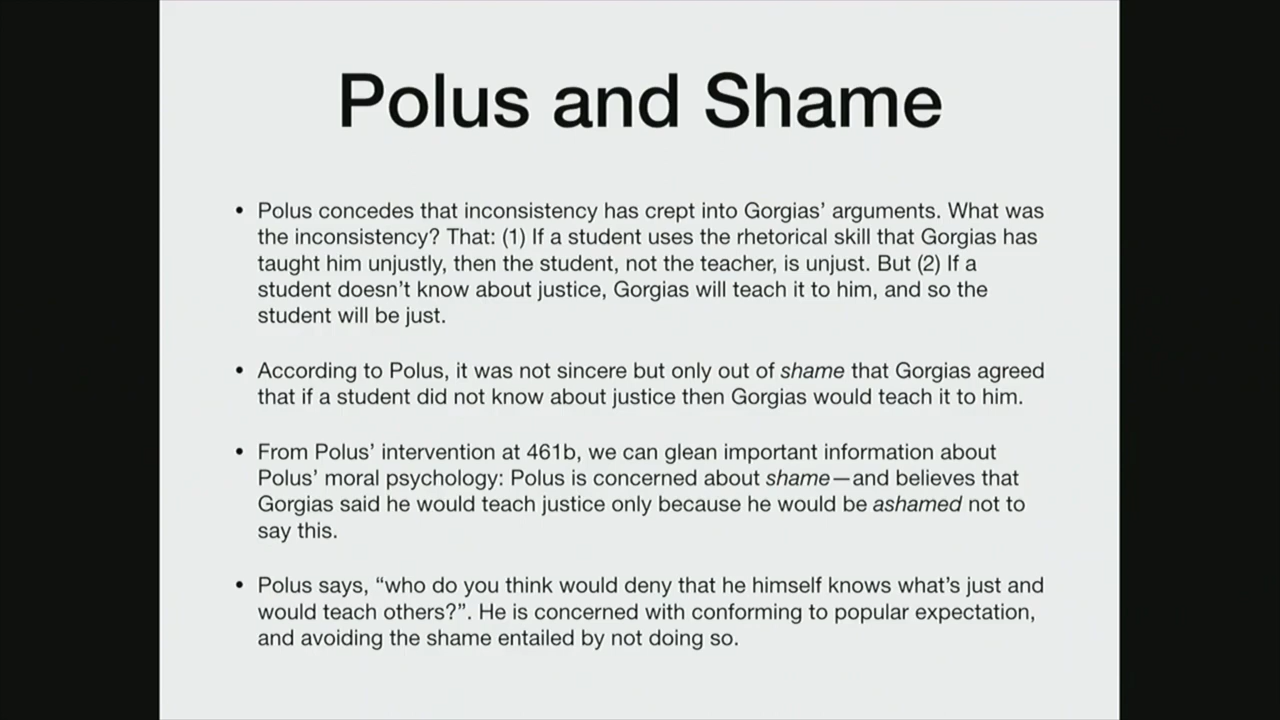 Polus and Shame
• Polus concedes that inconsistency has crept into Gorgias’ arguments. What was
the inconsistency? That: (1) If a student uses the rhetorical skill that Gorgias has
taught him unjustly, then the student, not the teacher, is unjust. But (2) If a
student doesn’t know about justice, Gorgias will teach it to him, and so the
student will be just.
• According to Polus, it was not sincere but only out of shame that Gorgias agreed
that if a student did not know about justice then Gorgias would teach it to him.
• From Polus’ intervention at 461b, we can glean important information about
Polus’ moral psychology: Polus is concerned about shame—and believes that
Gorgias said he would teach justice only because he would be ashamed not to
say this.
• Polus says, “who do you think would deny that he himself knows what’s just and
would teach others?”. He is concerned with conforming to popular expectation,
and avoiding the shame entailed by not doing so.